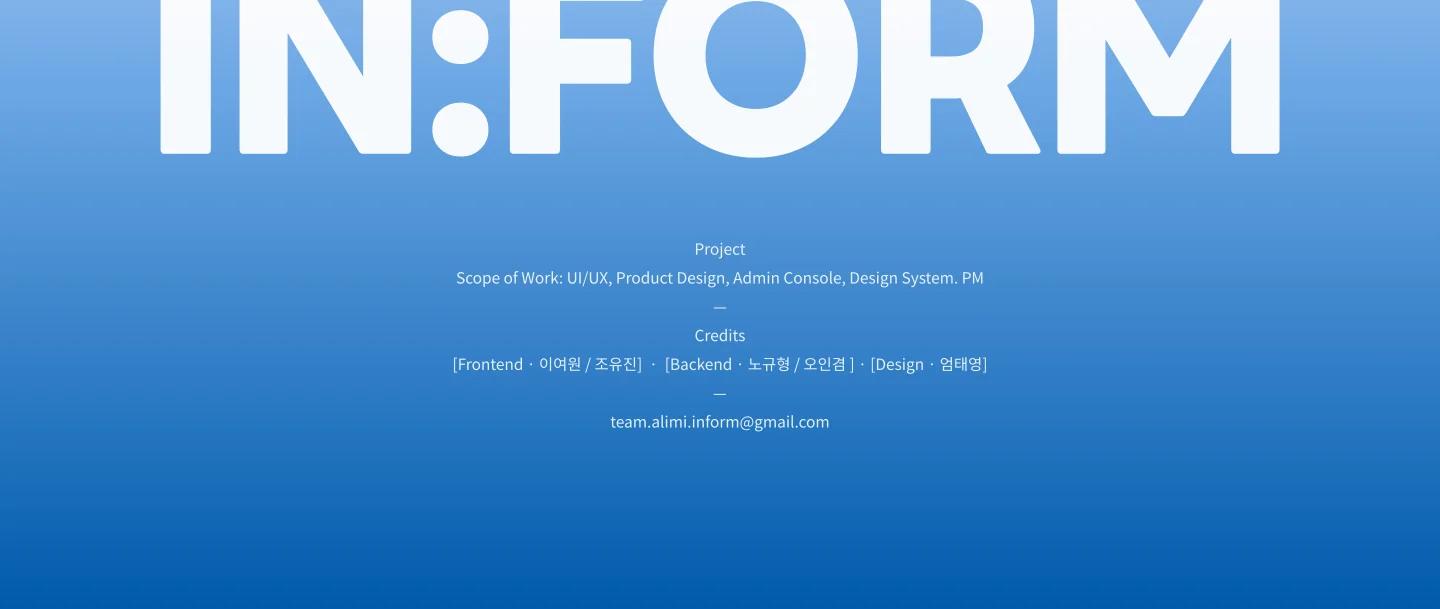 IN:FORM
Project
Scope of Work: UI/UX, Product Design, Admin Console, Design System. PM
—
Credits
[Frontend · 이여원 / 조유진] · [Backend · 노규형 / 오인겸 ] · [Design · 엄태영]
—
team.alimi.inform@gmail.com